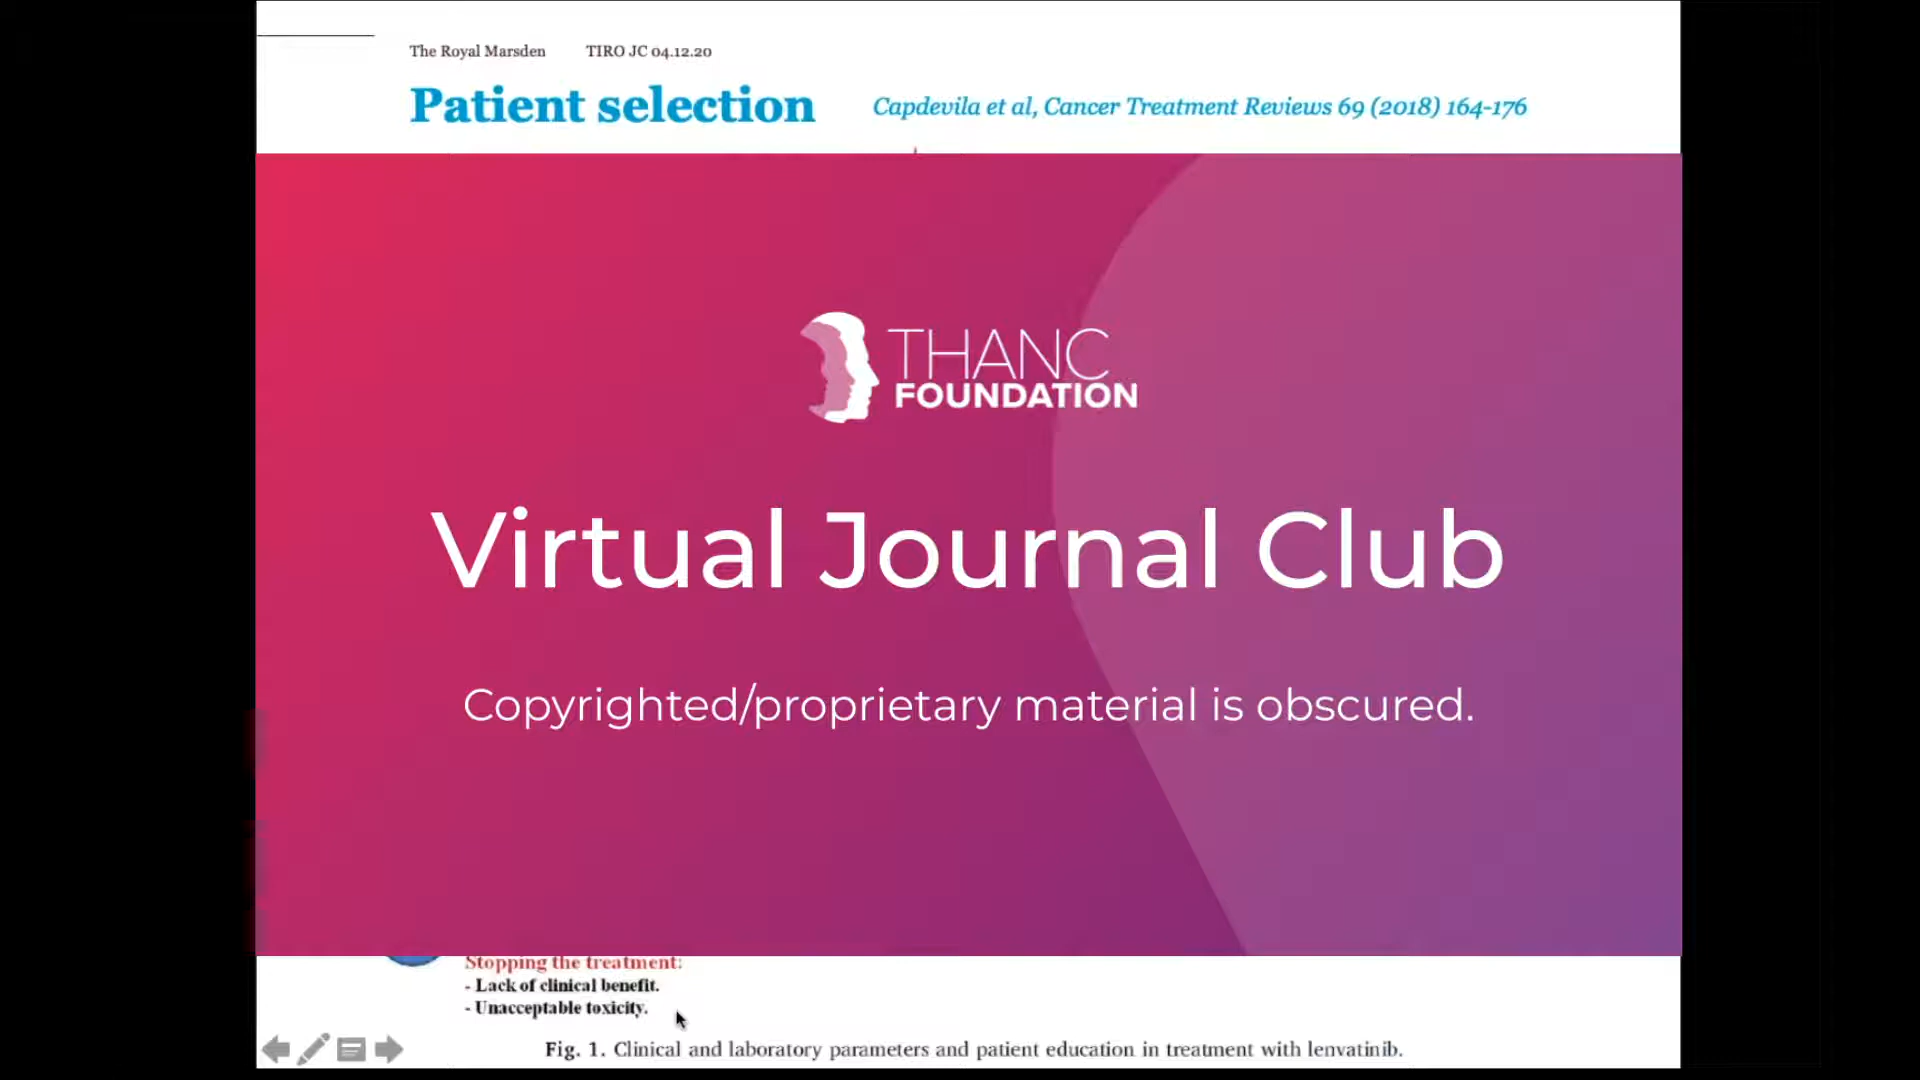 The Royal Marsden TIRO JC 04.12.20
Patient selection Capdevila et al, Cancer Treatment Reviews 69 (2018) 164-176
THANC
FOUNDATION
Virtual Journal Club
Copyrighted/proprietary material is obscured.
Stopping the treatment:
- Lack of clinical benefit.
- Unacceptable toxicity.
Fig. 1. Clinical and laboratory parameters and patient education in treatment with lenvatinib.